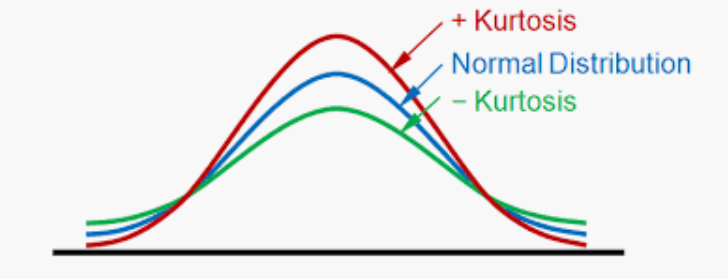 + Kurtosis
Normal Distribution
− Kurtosis